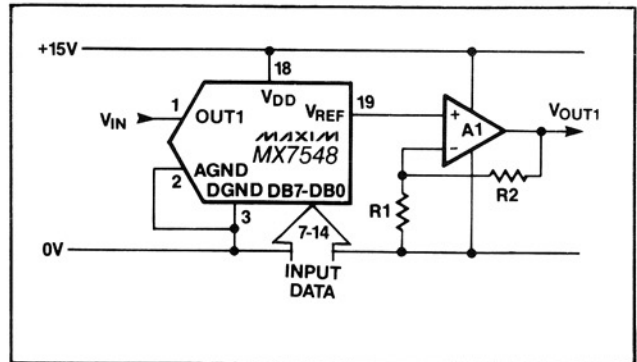 +15V
18
1
VDD
19
VIN
OUT1
VREF
VOUT1
+
A1
MAXIM
−
MX7548
AGND
2
DGND DB7-DB0
R2
3
R1
7-14
0V
INPUT
DATA